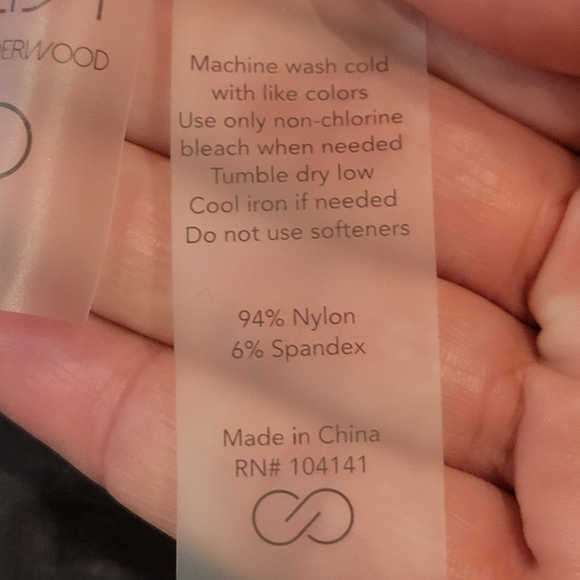 Machine wash cold
with like colors
Use only non-chlorine
bleach when needed
Tumble dry low
Cool iron if needed
Do not use softeners
94% Nylon
6% Spandex
Made in China
RN# 104141